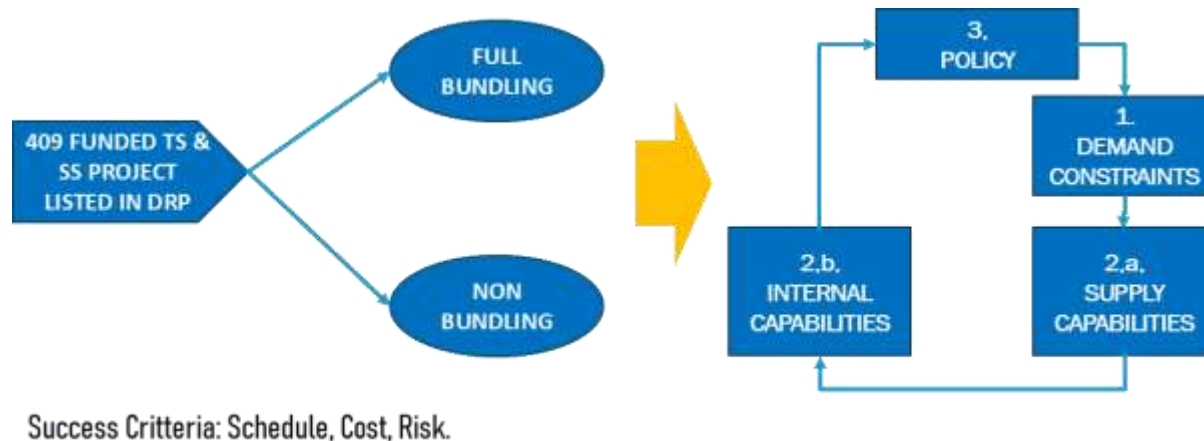 409 FUNDED TS &
SS PROJECT
LISTED IN DRP
FULL
BUNDLING
NON
BUNDLING
3.
POLICY
1.
DEMAND
CONSTRAINTS
2.b.
INTERNAL
CAPABILITIES
2.a.
SUPPLY
CAPABILITIES
Success Critteria: Schedule, Cost, Risk.